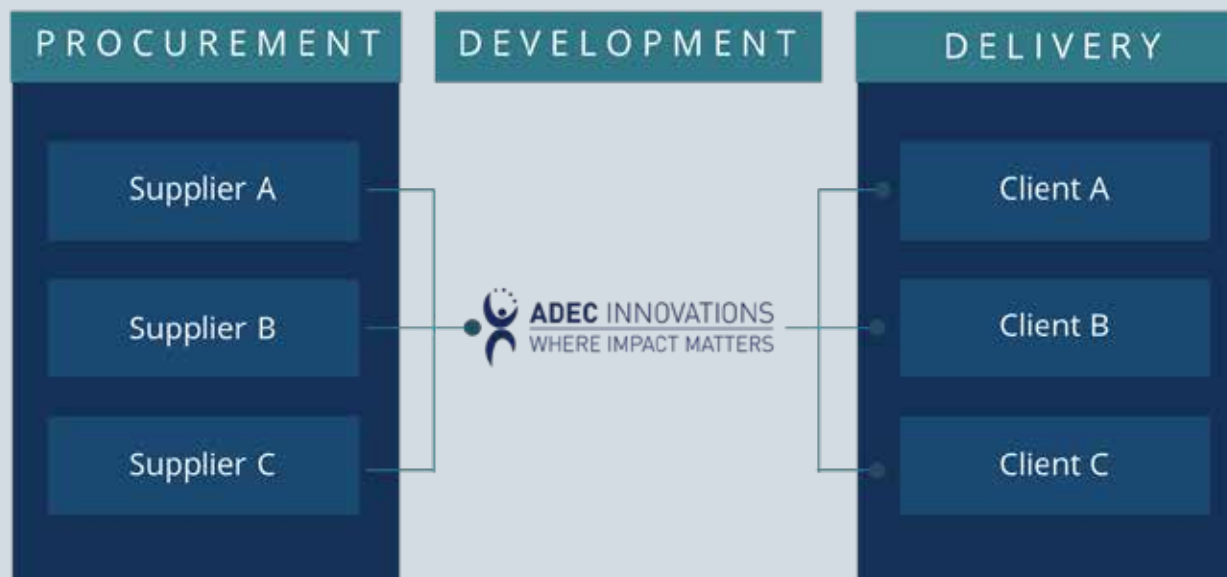 PROCUREMENT
DEVELOPMENT
DELIVERY
Supplier A
Supplier B
Supplier C
ADEC INNOVATIONS
WHERE IMPACT MATTERS
Client A
Client B
Client C